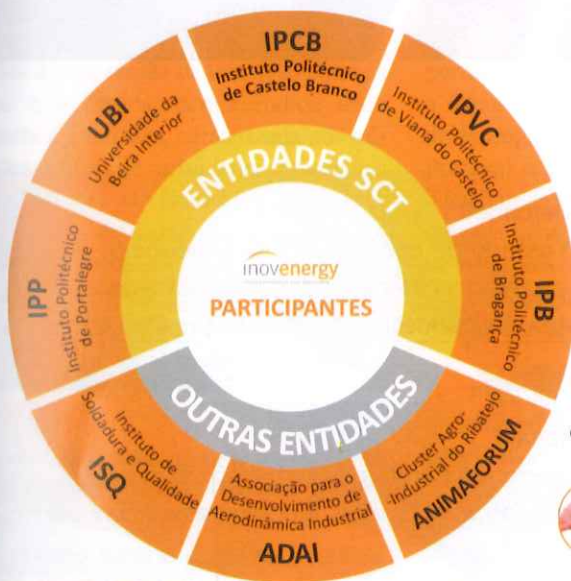 IPCB
Instituto Politécnico
de Castelo Branco
IPVC
Instituto Politécnico
de Viana do Castelo
IPB
Instituto Politécnico
de Bragança
ANIMAFORUM
Cluster Agro-
-Industrial do Ribatejo
Associação para o
Desenvolvimento de
Aerodinâmica Industrial
ADAI
Instituto de
Soldadura e Qualidade
ISQ
IPP
Instituto Politécnico
de Portalegre
UBI
Universidade da
Beira Interior
ENTIDADES SCT
inovenergy
PARTICIPANTES
OUTRAS ENTIDADES